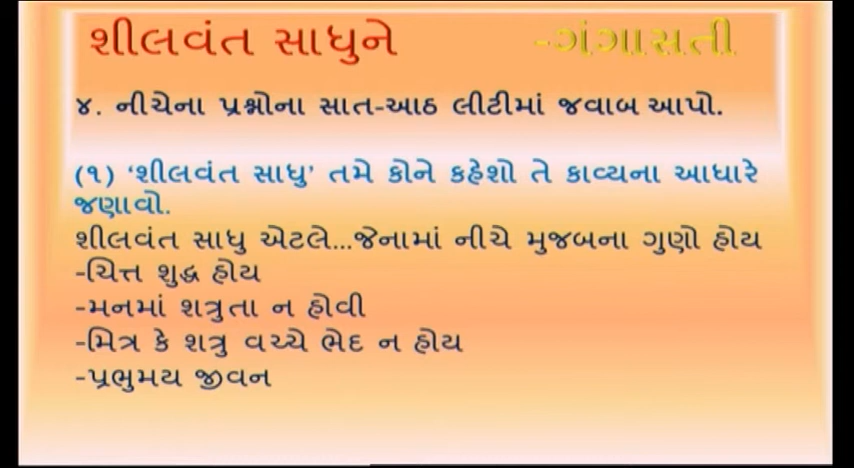 શીલવંત સાધુને -ગંગાસતી
૪. નીચેના પ્રશ્નોના સાત-આઠ લીટીમાં જવાબ આપો.
(૧) ‘શીલવંત સાધુ’ તમે કોને કહેશો તે કાવ્યના આધારે
જણાવો.
શીલવંત સાધુ એટલે...જેનામાં નીચે મુજબના ગુણો હોય
-ચિત્ત શુદ્ધ હોય
-મનમાં શત્રુતા ન હોવી
-મિત્ર કે શત્રુ વચ્ચે ભેદ ન હોય
-પ્રભુમય જીવન